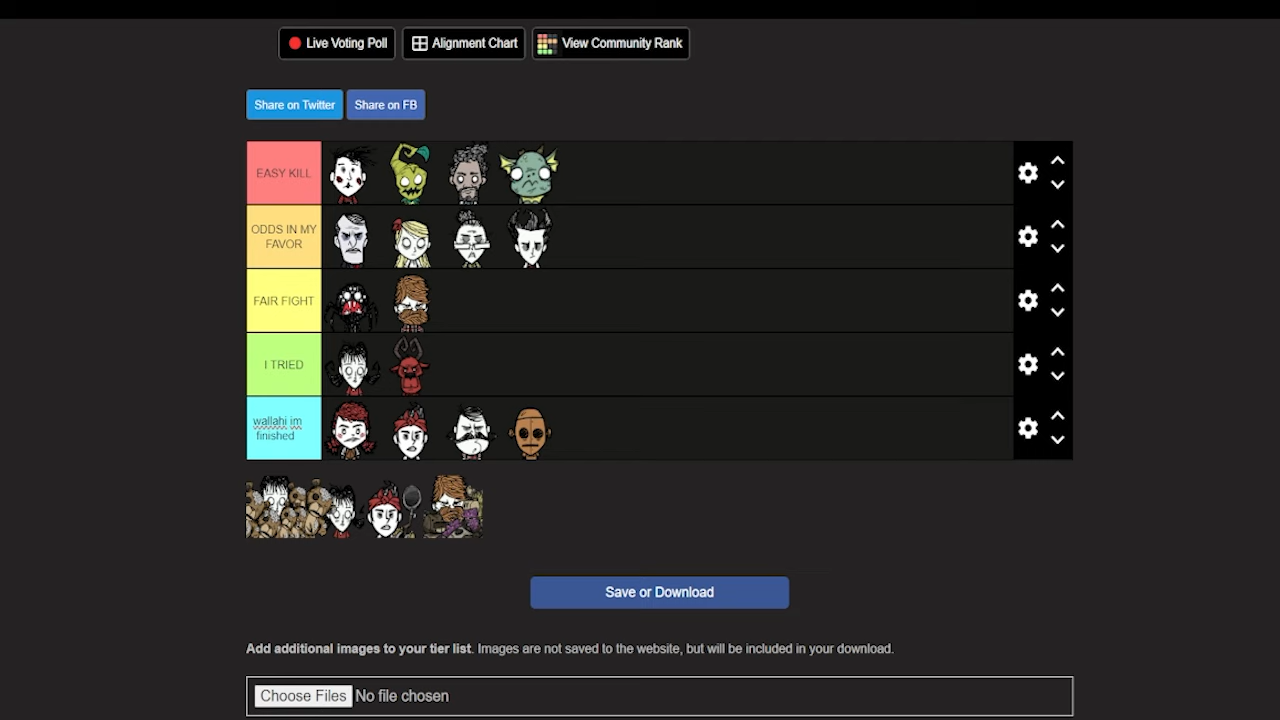 Live Voting Poll
Alignment Chart
View Community Rank
Share on Twitter
Share on FB
EASY KILL
ODDS IN MY
FAVOR
FAIR FIGHT
I TRIED
wallahi im
finished
Save or Download
Add additional images to your tier list. Images are not saved to the website, but will be included in your download.
Choose Files No file chosen